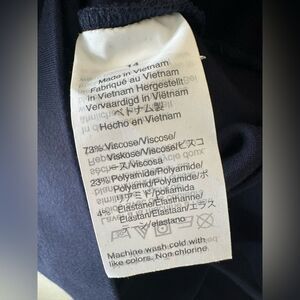 14
Made in Vietnam
Fabriqué au Vietnam
in Vietnam Hergestellt
Vervaardigd in Viëtnam
ベトナム製
Hecho en Vietnam
73% Viscose/Viscose/
Viskose/Viscose/ビスコ
ース/Viscosa
23% Polyamide/Polyamide/
Polyamid/Polyamide/ポ
リアミド/poliamida
4% Elastane/Elasthanne/
Elastan/Elastaan/エラス
タン/elastano
Machine wash cold with
like colors. Non chlorine